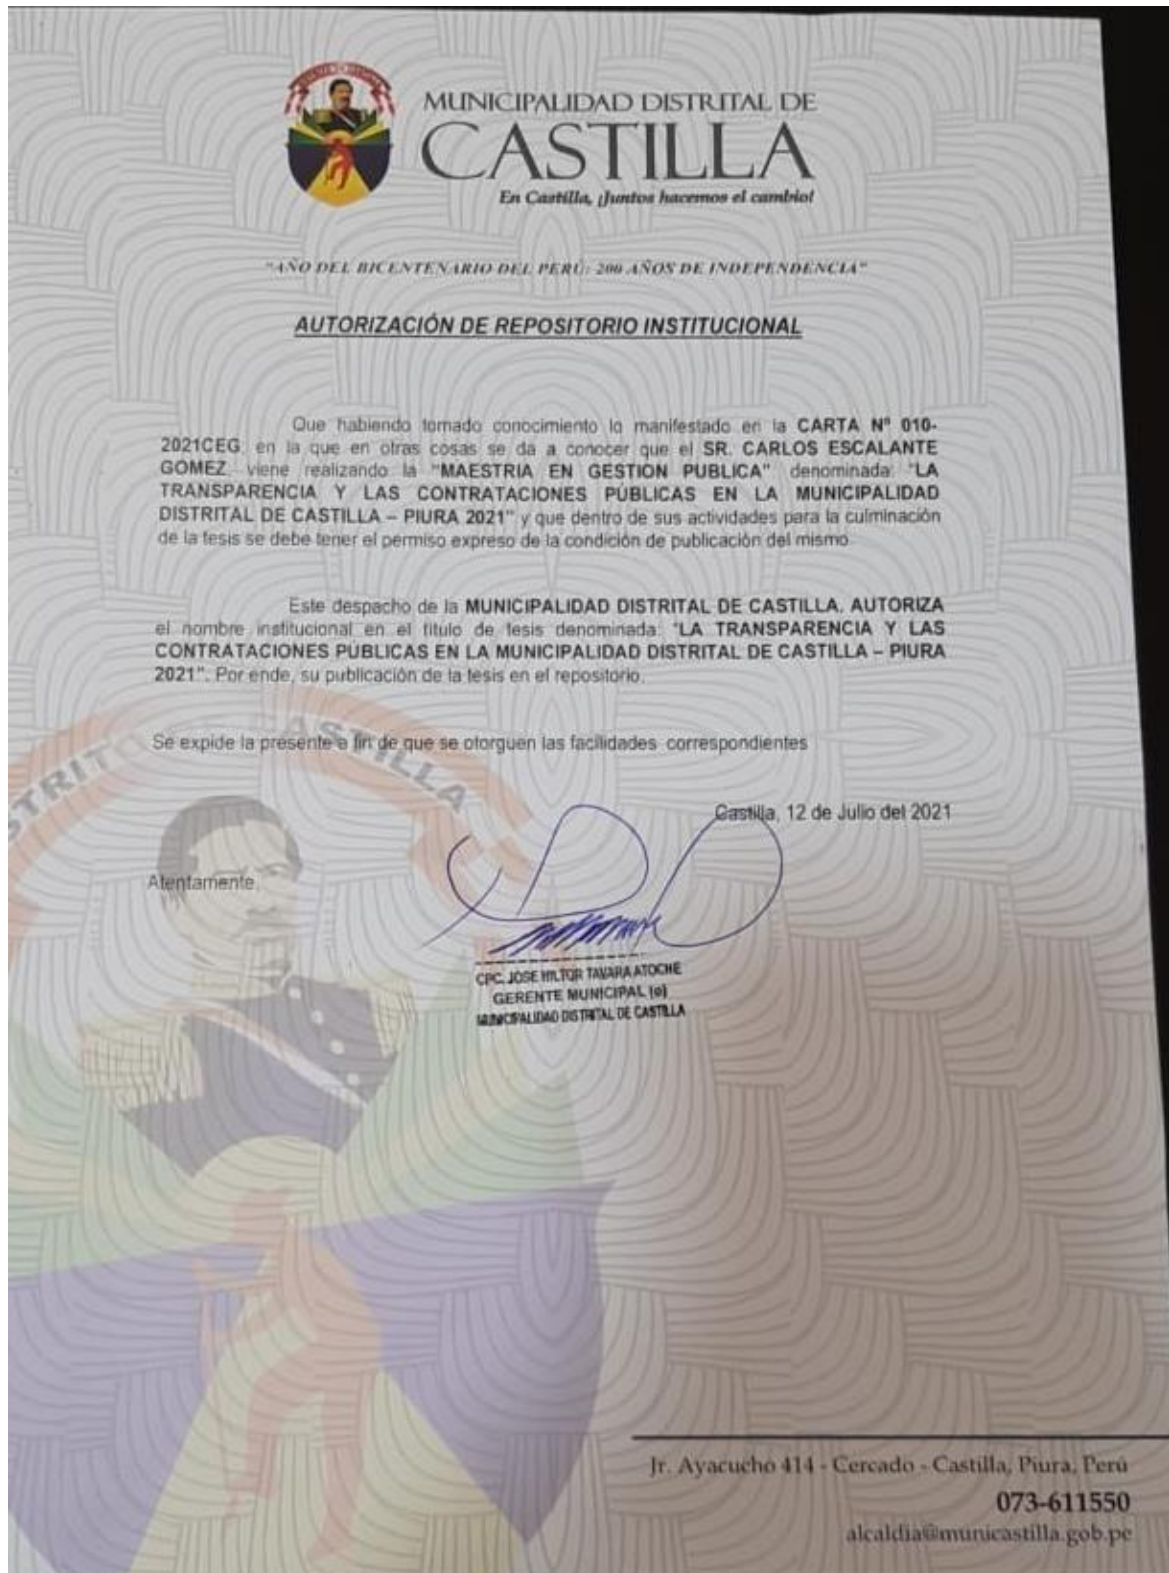 MUNICIPALIDAD DISTRITAL DE
CASTILLA
En Castilla, ¡Juntos hacemos el cambio!
"AÑO DEL BICENTENARIO DEL PERÚ: 200 AÑOS DE INDEPENDENCIA"
AUTORIZACIÓN DE REPOSITORIO INSTITUCIONAL
Que habiendo tomado conocimiento lo manifestado en la CARTA Nº 010-
2021CEG, en la que en otras cosas se da a conocer que el SR. CARLOS ESCALANTE
GOMEZ, viene realizando la "MAESTRIA EN GESTION PUBLICA" denominada: "LA
TRANSPARENCIA Y LAS CONTRATACIONES PÚBLICAS EN LA MUNICIPALIDAD
DISTRITAL DE CASTILLA – PIURA 2021" y que dentro de sus actividades para la culminación
de la tesis se debe tener el permiso expreso de la condición de publicación del mismo.
Este despacho de la MUNICIPALIDAD DISTRITAL DE CASTILLA, AUTORIZA
el nombre institucional en el título de tesis denominada: "LA TRANSPARENCIA Y LAS
CONTRATACIONES PÚBLICAS EN LA MUNICIPALIDAD DISTRITAL DE CASTILLA – PIURA
2021". Por ende, su publicación de la tesis en el repositorio.
Se expide la presente a fin de que se otorguen las facilidades correspondientes
STRITO DE CASTILLA
Castilla, 12 de Julio del 2021
Atentamente,
CPC. JOSE HILTOR TAVARA ATOCHE
GERENTE MUNICIPAL (e)
MUNICIPALIDAD DISTRITAL DE CASTILLA
Jr. Ayacucho 414 - Cercado - Castilla, Piura, Perú
073-611550
alcaldia@municastilla.gob.pe